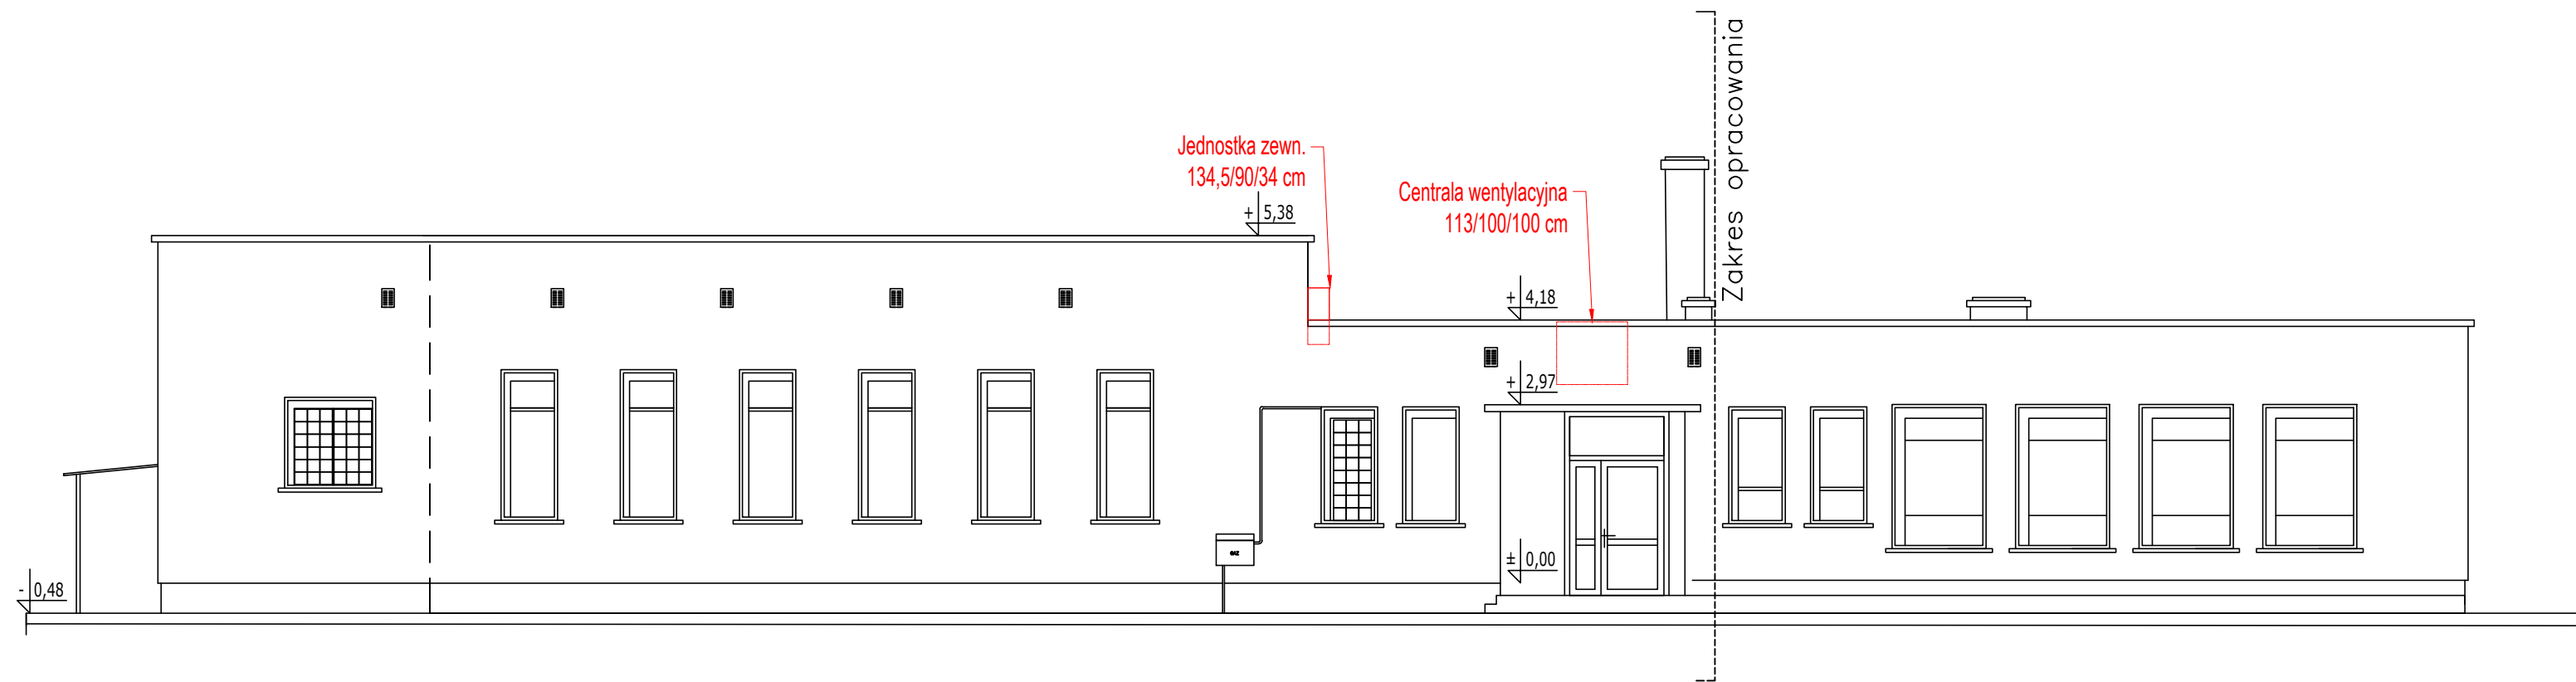 Zakres opracowania
Jednostka zewn.
134,5/90/34 cm
Centrala wentylacyjna
113/100/100 cm
+ 5,38
+ 4,18
+ 2,97
± 0,00
- 0,48
GAZ